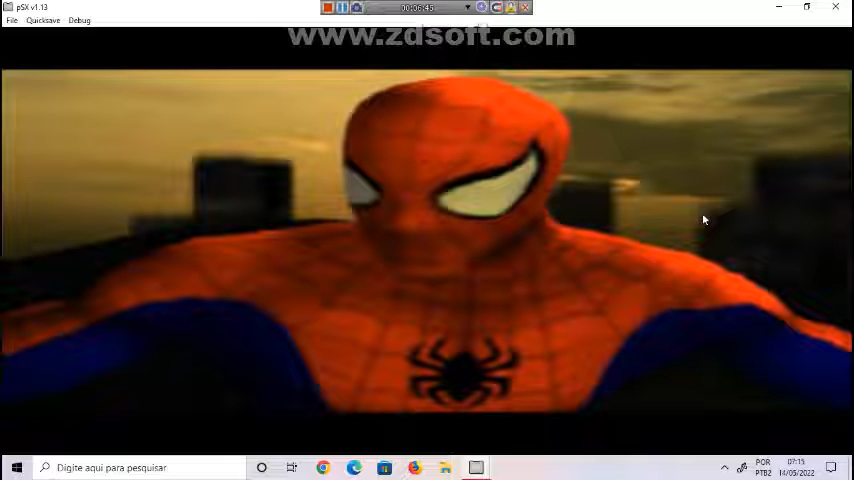 pSX v1.13
00:06:45
File Quicksave Debug
www.zdsoft.com
Digite aqui para pesquisar
POR
PTB2
07:15
14/05/2022